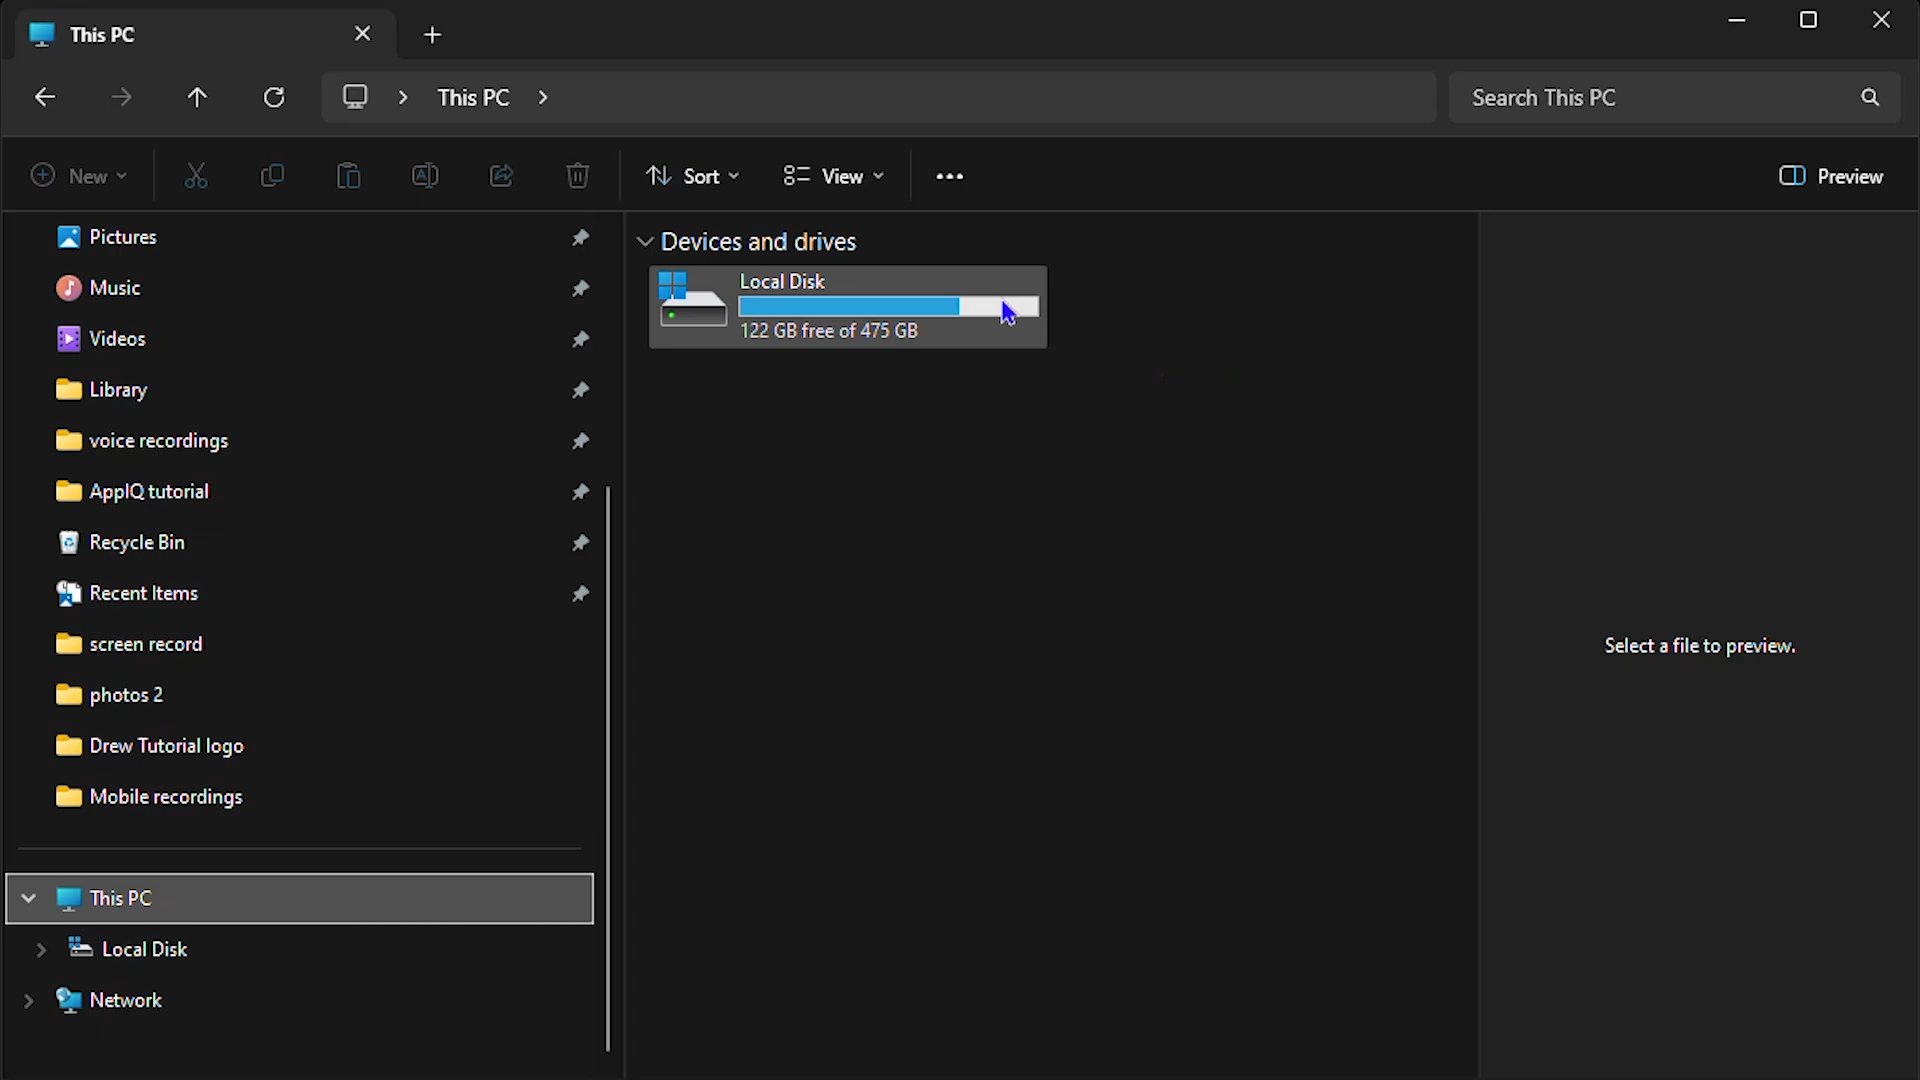 This PC
This PC
Search This PC
New
Sort
View
Preview
Pictures
Music
Videos
Library
voice recordings
AppIQ tutorial
Recycle Bin
Recent Items
screen record
photos 2
Drew Tutorial logo
Mobile recordings
This PC
Local Disk
Network
Devices and drives
Local Disk
122 GB free of 475 GB
Select a file to preview.